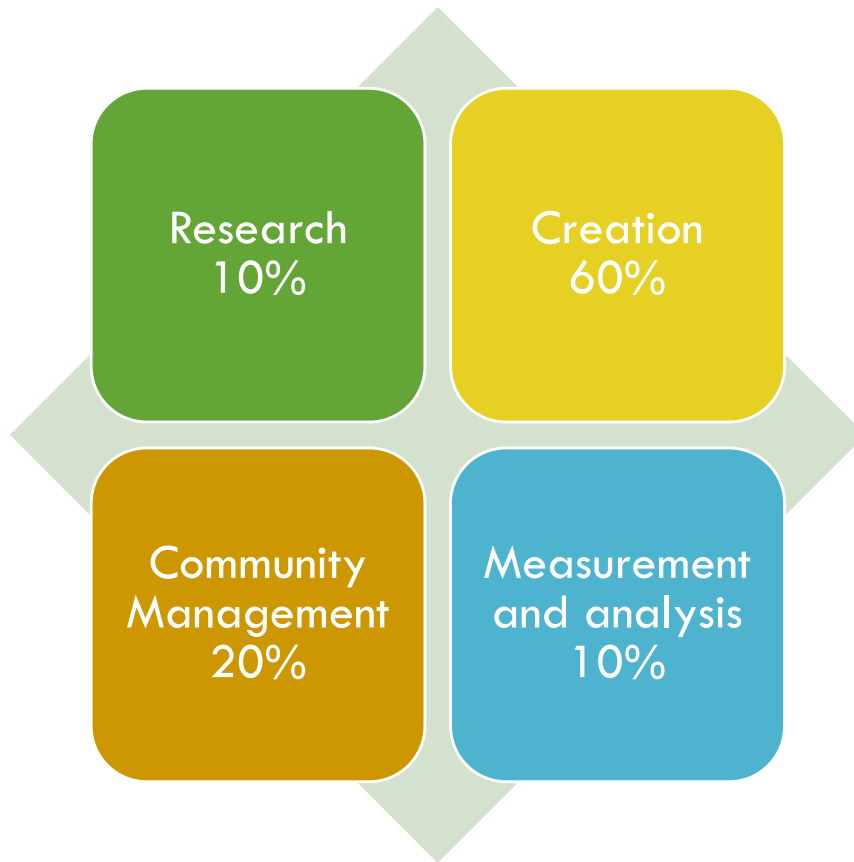 Research
10%
Creation
60%
Community
Management
20%
Measurement
and analysis
10%